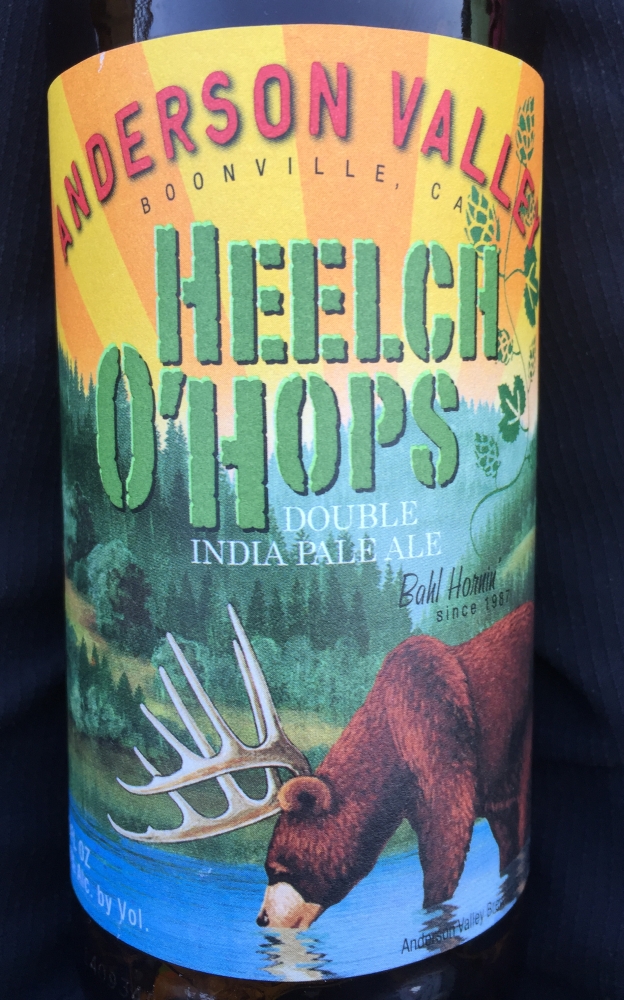 ANDERSON VALLEY
BOONVILLE, CA
HEELCH
O'HOPS
DOUBLE
INDIA PALE ALE
Bahl Hornin'
since 1987
OZ
Alc. by Vol.
Anderson Valley